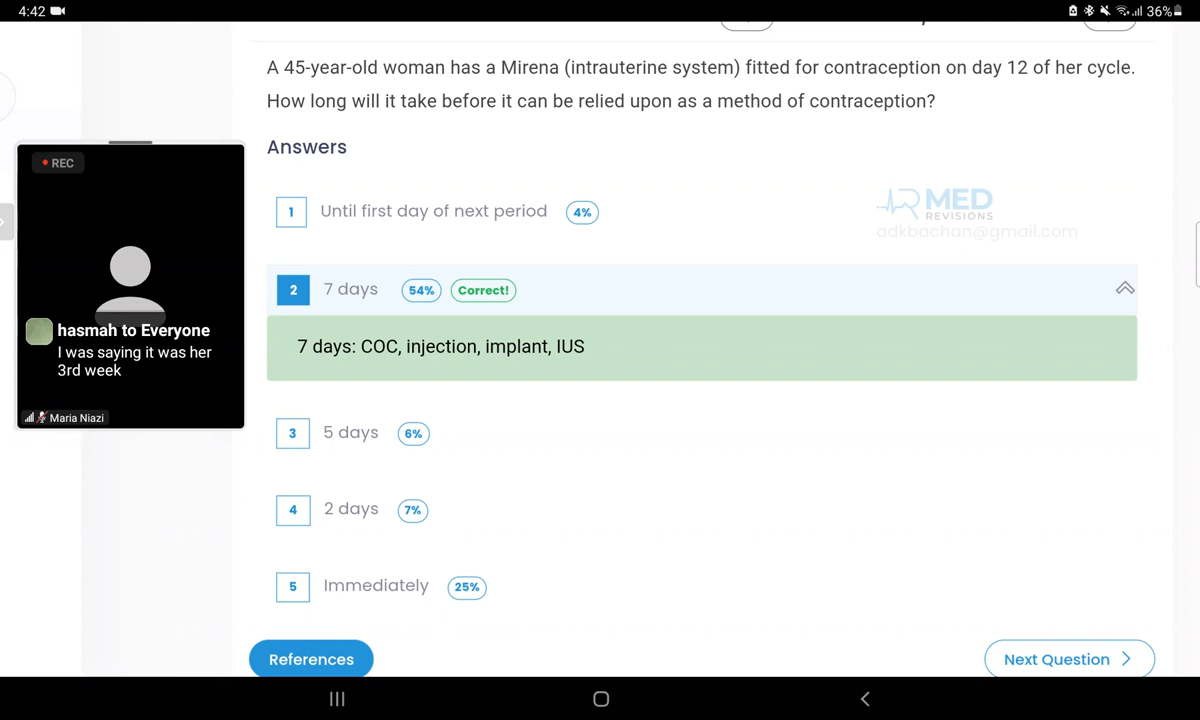 4:42
36%
A 45-year-old woman has a Mirena (intrauterine system) fitted for contraception on day 12 of her cycle.
How long will it take before it can be relied upon as a method of contraception?
Answers
REC
1 Until first day of next period 4%
MED
REVISIONS
adkbachan@gmail.com
2 7 days 54% Correct!
7 days: COC, injection, implant, IUS
hasmah to Everyone
I was saying it was her
3rd week
Maria Niazi
3 5 days 6%
4 2 days 7%
5 Immediately 25%
References
Next Question